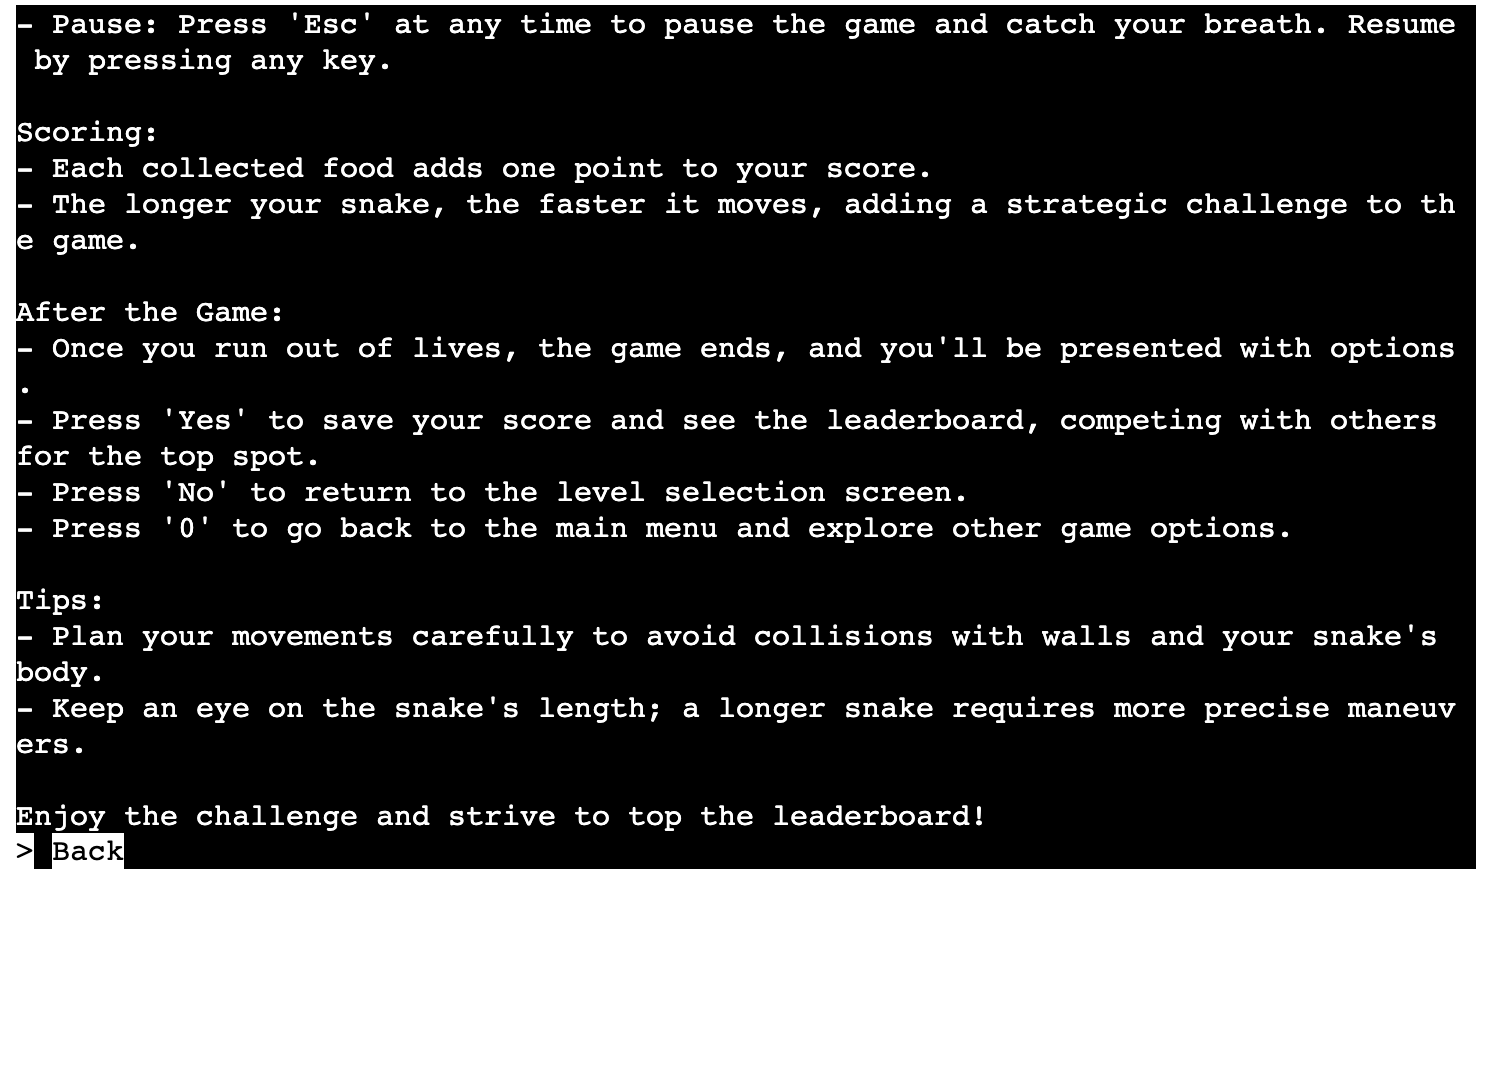 - Pause: Press 'Esc' at any time to pause the game and catch your breath. Resume
 by pressing any key.

Scoring:
- Each collected food adds one point to your score.
- The longer your snake, the faster it moves, adding a strategic challenge to th
e game.

After the Game:
- Once you run out of lives, the game ends, and you'll be presented with options
.
- Press 'Yes' to save your score and see the leaderboard, competing with others
for the top spot.
- Press 'No' to return to the level selection screen.
- Press '0' to go back to the main menu and explore other game options.

Tips:
- Plan your movements carefully to avoid collisions with walls and your snake's
body.
- Keep an eye on the snake's length; a longer snake requires more precise maneuv
ers.

Enjoy the challenge and strive to top the leaderboard!
> Back